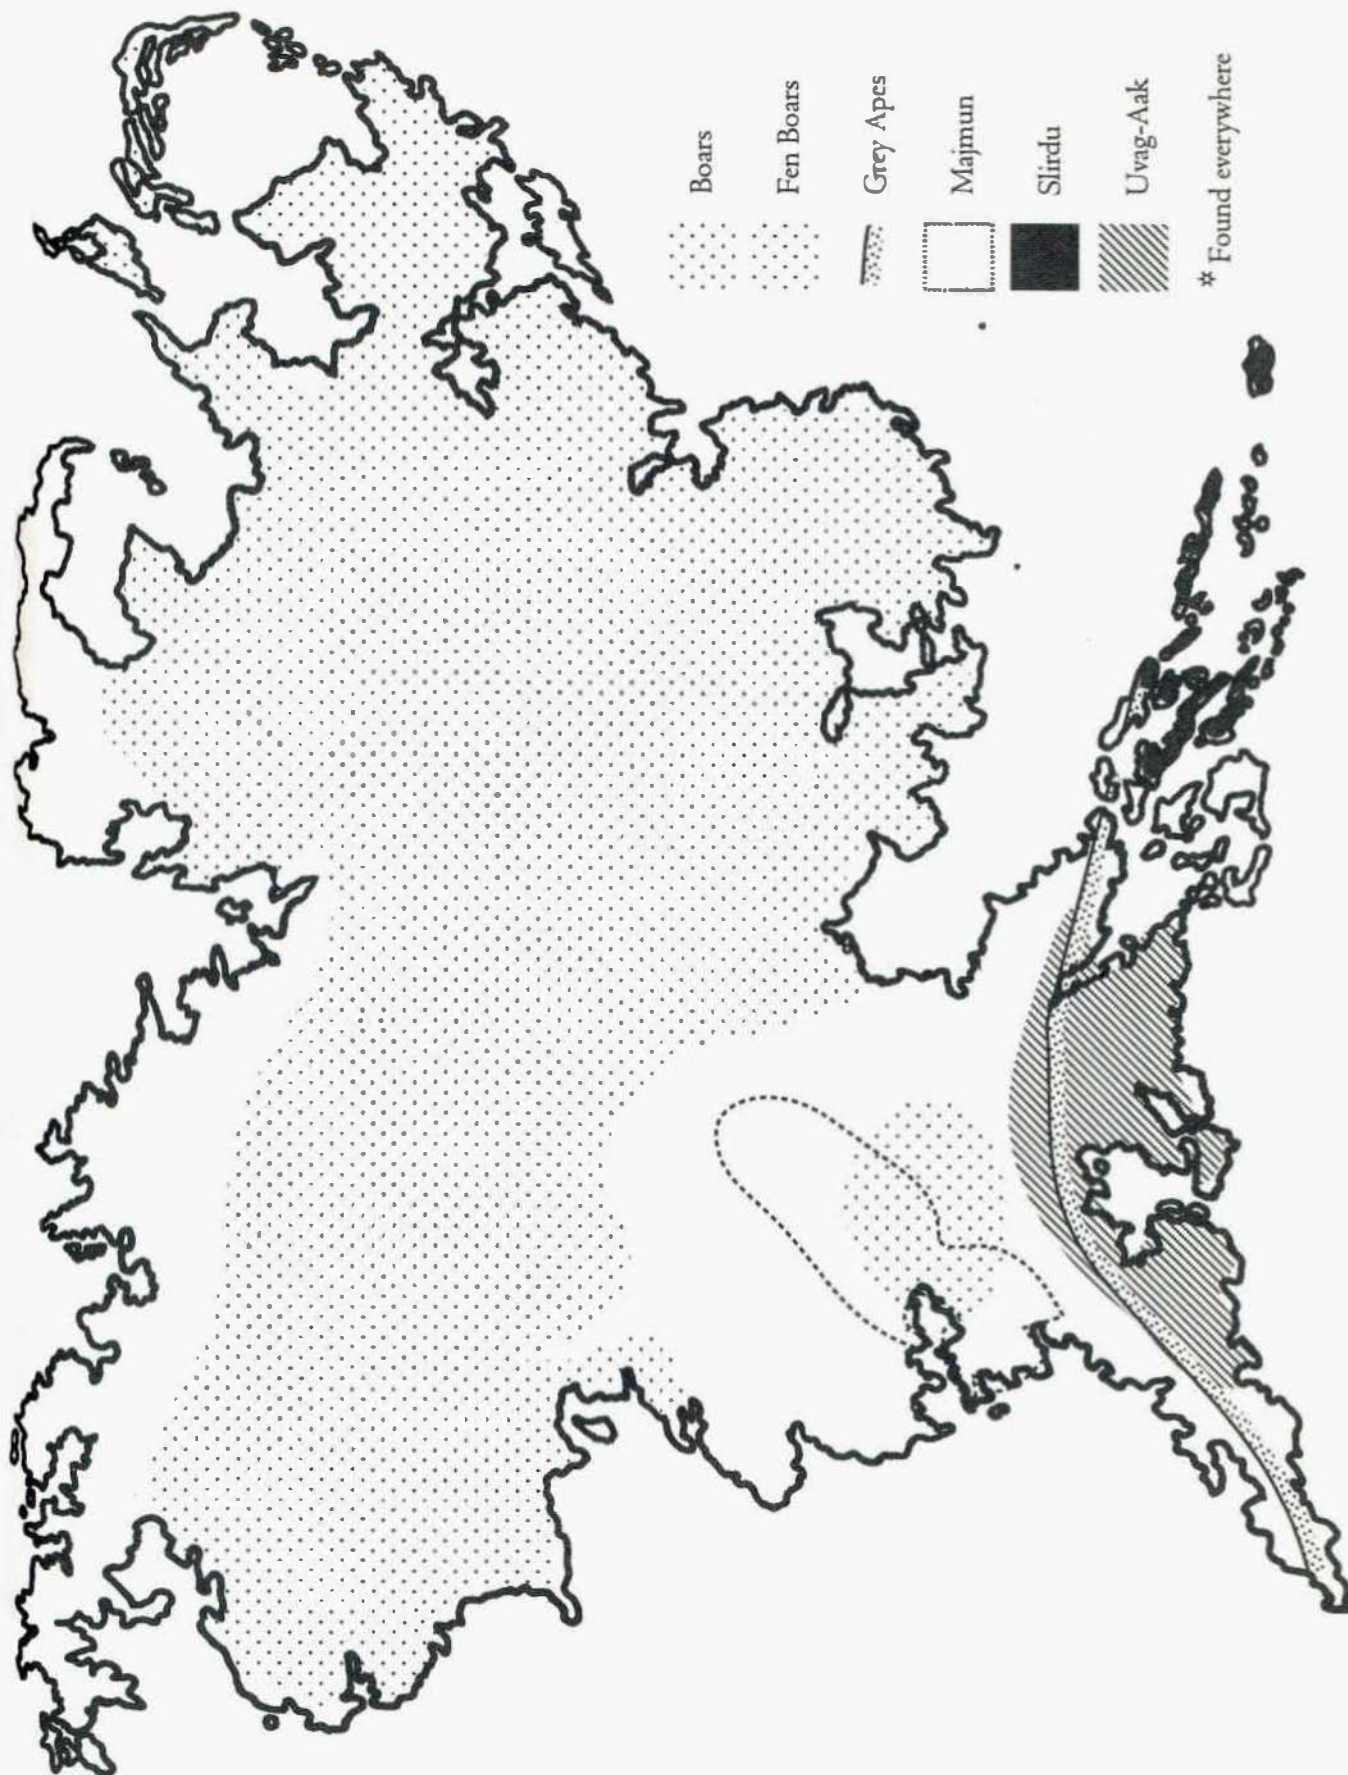 Boars
Fen Boars
Grey Apes
Majmun
Slirdu
Uvag-Aak
* Found everywhere